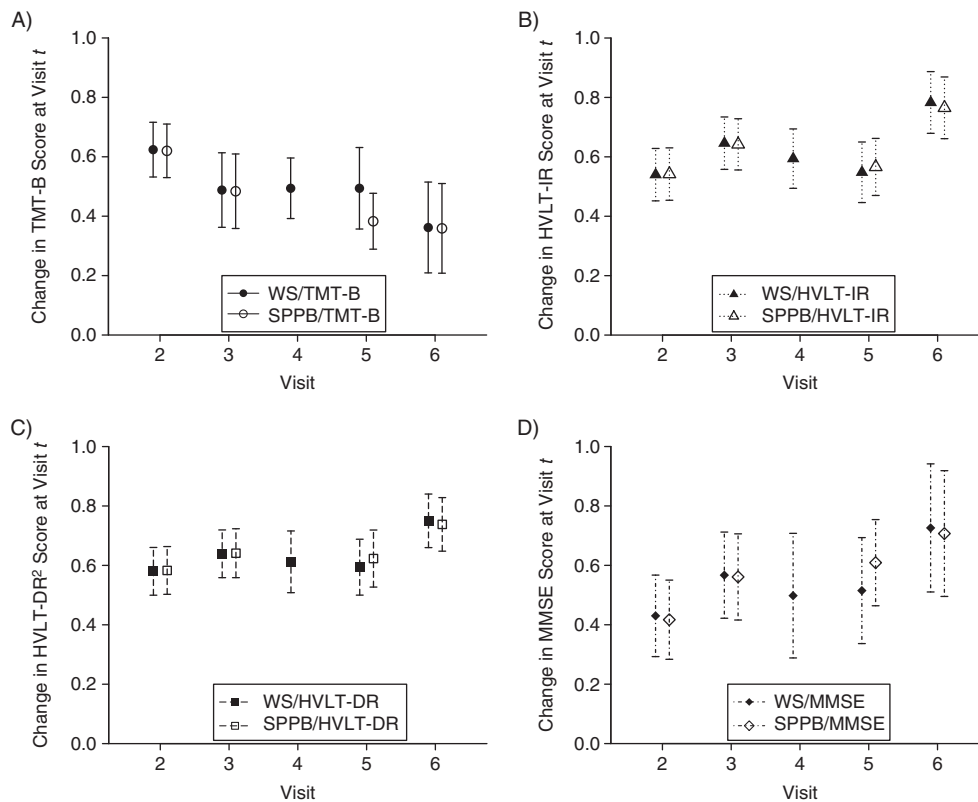 A)
Change in TMT-B Score at Visit t
1.0
0.8
0.6
0.4
0.2
0.0
WS/TMT-B
SPPB/TMT-B
2 3 4 5 6
Visit
B)
Change in HVLT-IR Score at Visit t
1.0
0.8
0.6
0.4
0.2
0.0
WS/HVLT-IR
SPPB/HVLT-IR
2 3 4 5 6
Visit
C)
Change in HVLT-DR² Score at Visit t
1.0
0.8
0.6
0.4
0.2
0.0
WS/HVLT-DR
SPPB/HVLT-DR
2 3 4 5 6
Visit
D)
Change in MMSE Score at Visit t
1.0
0.8
0.6
0.4
0.2
0.0
WS/MMSE
SPPB/MMSE
2 3 4 5 6
Visit